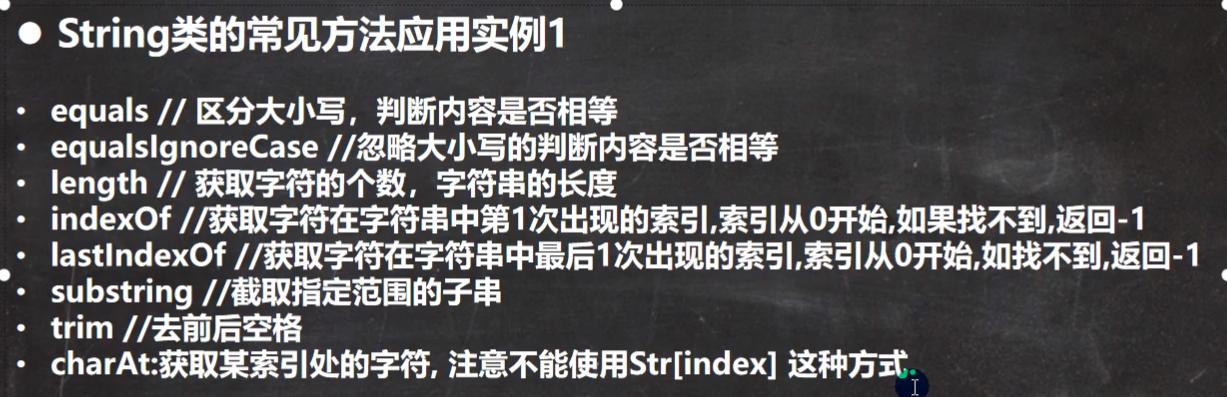 ● String类的常见方法应用实例1
• equals // 区分大小写，判断内容是否相等
• equalsIgnoreCase //忽略大小写的判断内容是否相等
• length // 获取字符的个数，字符串的长度
• indexOf //获取字符在字符串中第1次出现的索引,索引从0开始,如果找不到,返回-1
• lastIndexOf //获取字符在字符串中最后1次出现的索引,索引从0开始,如找不到,返回-1
• substring //截取指定范围的子串
• trim //去前后空格
• charAt:获取某索引处的字符, 注意不能使用Str[index] 这种方式.